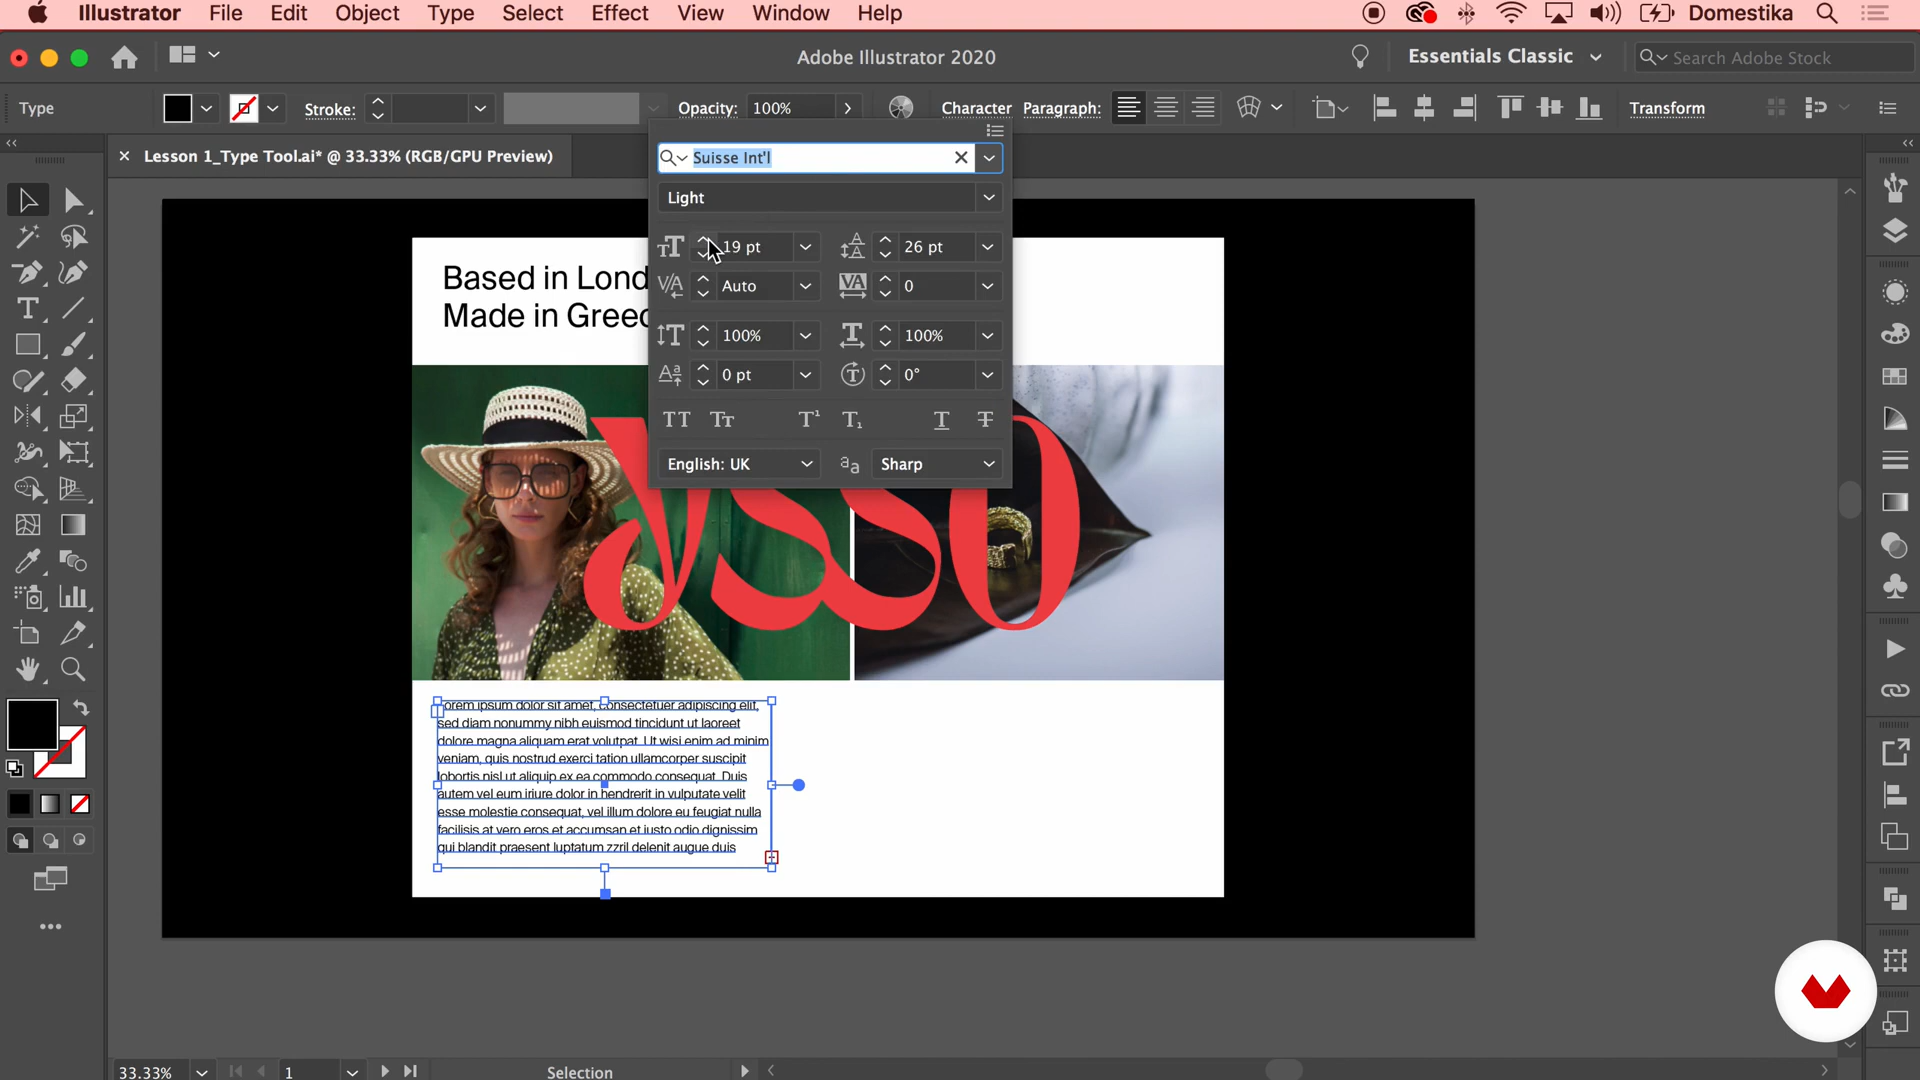 Illustrator File Edit Object Type Select Effect View Window Help Domestika
Adobe Illustrator 2020 Essentials Classic Search Adobe Stock
Type Stroke: Opacity: 100% Character Paragraph: Transform
Lesson 1_Type Tool.ai* @ 33.33% (RGB/GPU Preview)
Suisse Int'l
Light
19 pt 26 pt
Auto 0
100% 100%
0 pt 0°
English: UK Sharp
Based in Lond
Made in Greec
ysso
orem ipsum dolor sit amet, consectetuer adipiscing elit,
sed diam nonummy nibh euismod tincidunt ut laoreet
dolore magna aliquam erat volutpat. Ut wisi enim ad minim
veniam, quis nostrud exerci tation ullamcorper suscipit
lobortis nisl ut aliquip ex ea commodo consequat. Duis
autem vel eum iriure dolor in hendrerit in vulputate velit
esse molestie consequat, vel illum dolore eu feugiat nulla
facilisis at vero eros et accumsan et iusto odio dignissim
qui blandit praesent luptatum zzril delenit augue duis
33.33% 1 Selection